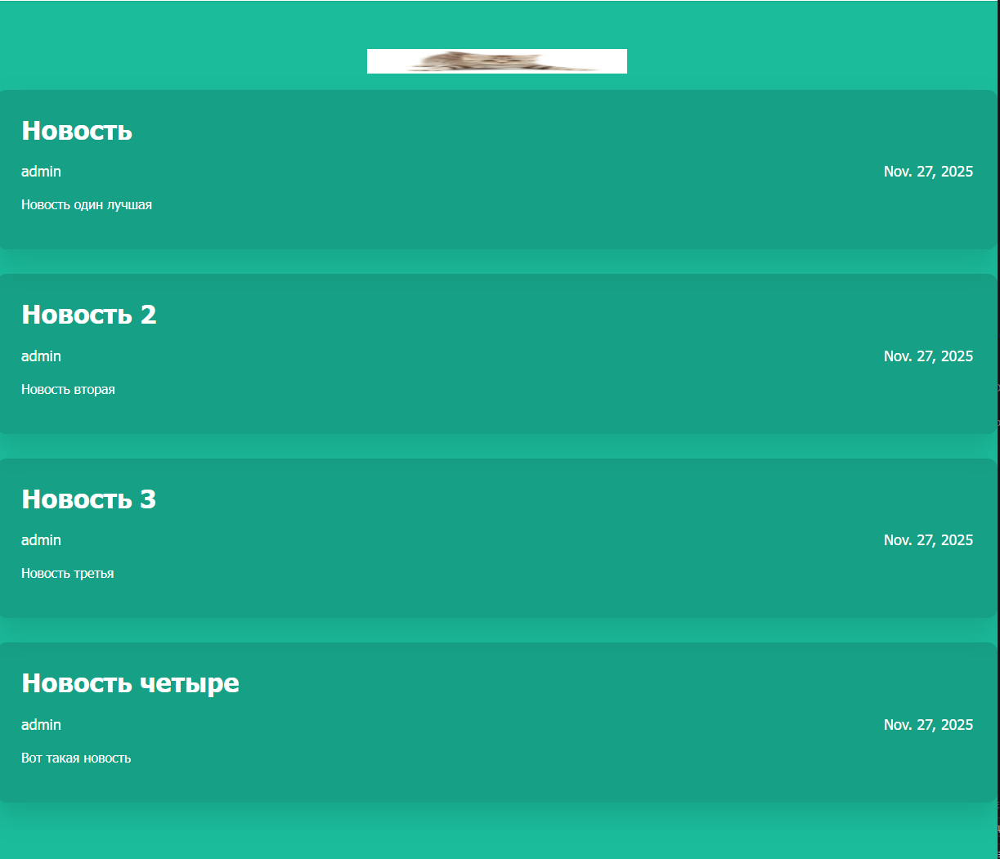 Новость
admin Nov. 27, 2025
Новость один лучшая
Новость 2
admin Nov. 27, 2025
Новость вторая
Новость 3
admin Nov. 27, 2025
Новость третья
Новость четыре
admin Nov. 27, 2025
Вот такая новость